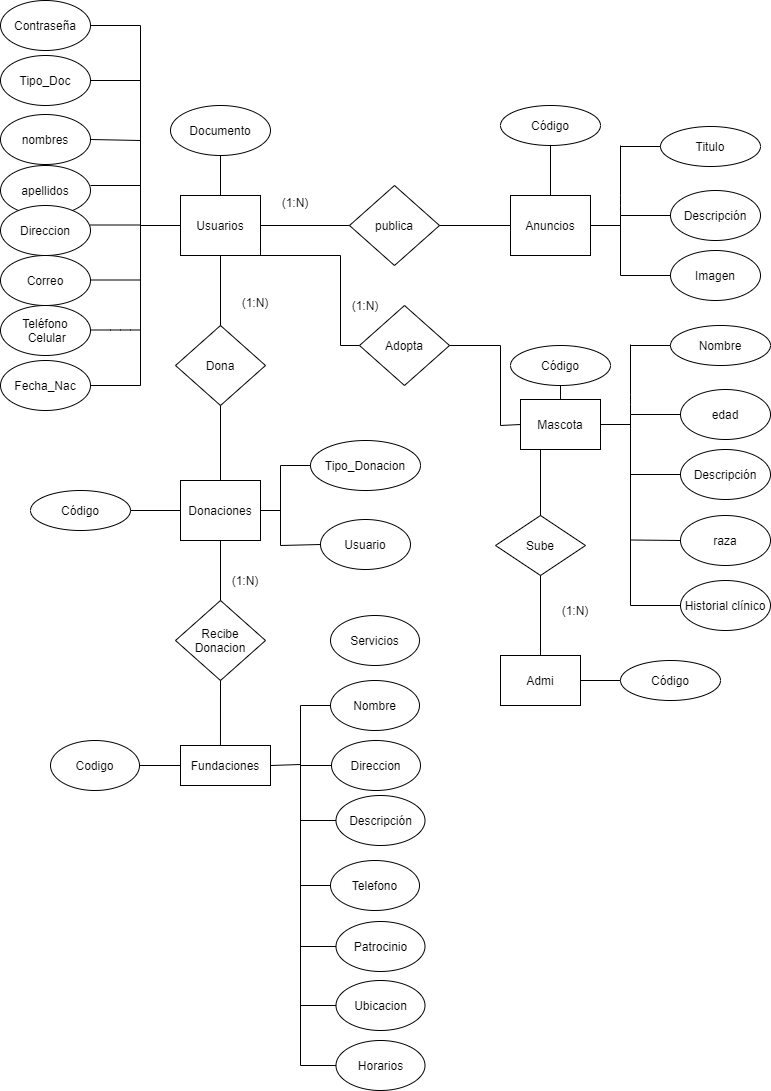 Contraseña
Tipo_Doc
nombres
apellidos
Direccion
Correo
Teléfono
Celular
Fecha_Nac
Documento
Usuarios
(1:N)
publica
Código
Anuncios
Titulo
Descripción
Imagen
(1:N)
Dona
(1:N)
Adopta
Código
Mascota
Nombre
edad
Descripción
raza
Historial clínico
Sube
(1:N)
Admi
Código
Código
Donaciones
Tipo_Donacion
Usuario
(1:N)
Recibe
Donacion
Codigo
Fundaciones
Servicios
Nombre
Direccion
Descripción
Telefono
Patrocinio
Ubicacion
Horarios